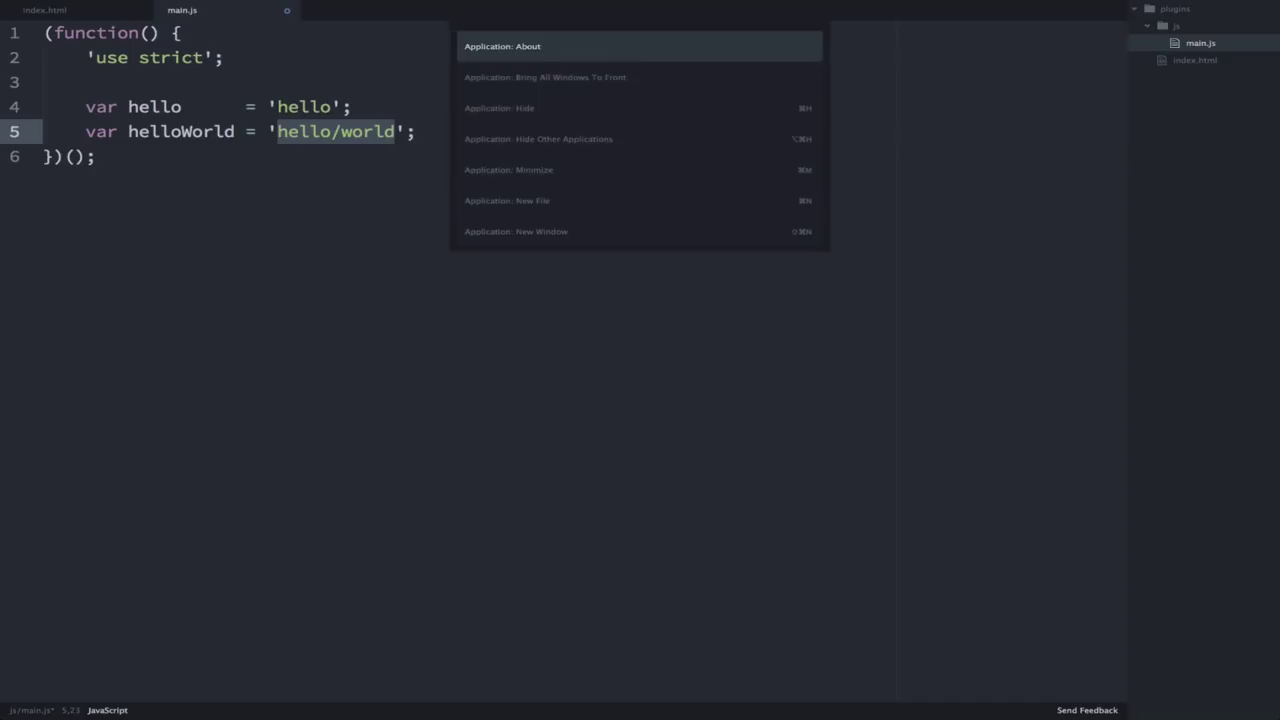 index.html
main.js
1 (function() {
2 'use strict';
3
4 var hello      = 'hello';
5 var helloWorld = 'hello/world';
6 })();
Application: About
Application: Bring All Windows To Front
Application: Hide ⌘H
Application: Hide Other Applications ⌥⌘H
Application: Minimize ⌘M
Application: New File ⌘N
Application: New Window ⇧⌘N
plugins
js
main.js
index.html
js/main.js* 5,23 JavaScript
Send Feedback